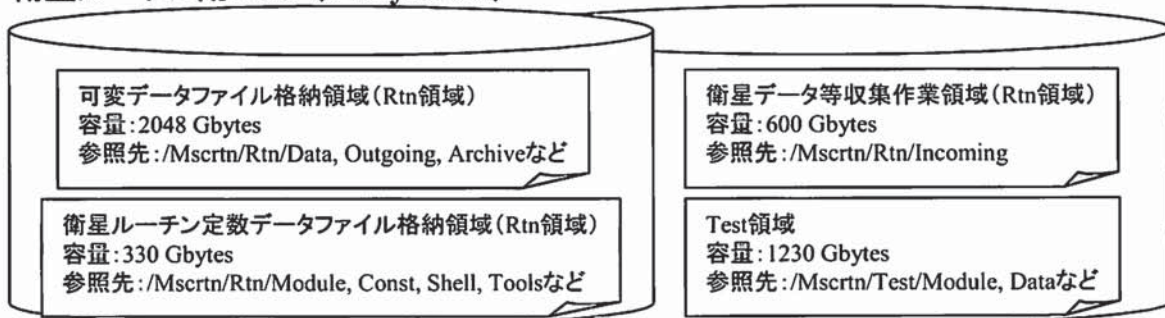 可変データファイル格納領域(Rtn領域)
容量:2048 Gbytes
参照先:/Mscrtn/Rtn/Data, Outgoing, Archiveなど
衛星ルーチン定数データファイル格納領域(Rtn領域)
容量:330 Gbytes
参照先:/Mscrtn/Rtn/Module, Const, Shell, Toolsなど
衛星データ等収集作業領域(Rtn領域)
容量:600 Gbytes
参照先:/Mscrtn/Rtn/Incoming
Test領域
容量:1230 Gbytes
参照先:/Mscrtn/Test/Module, Dataなど